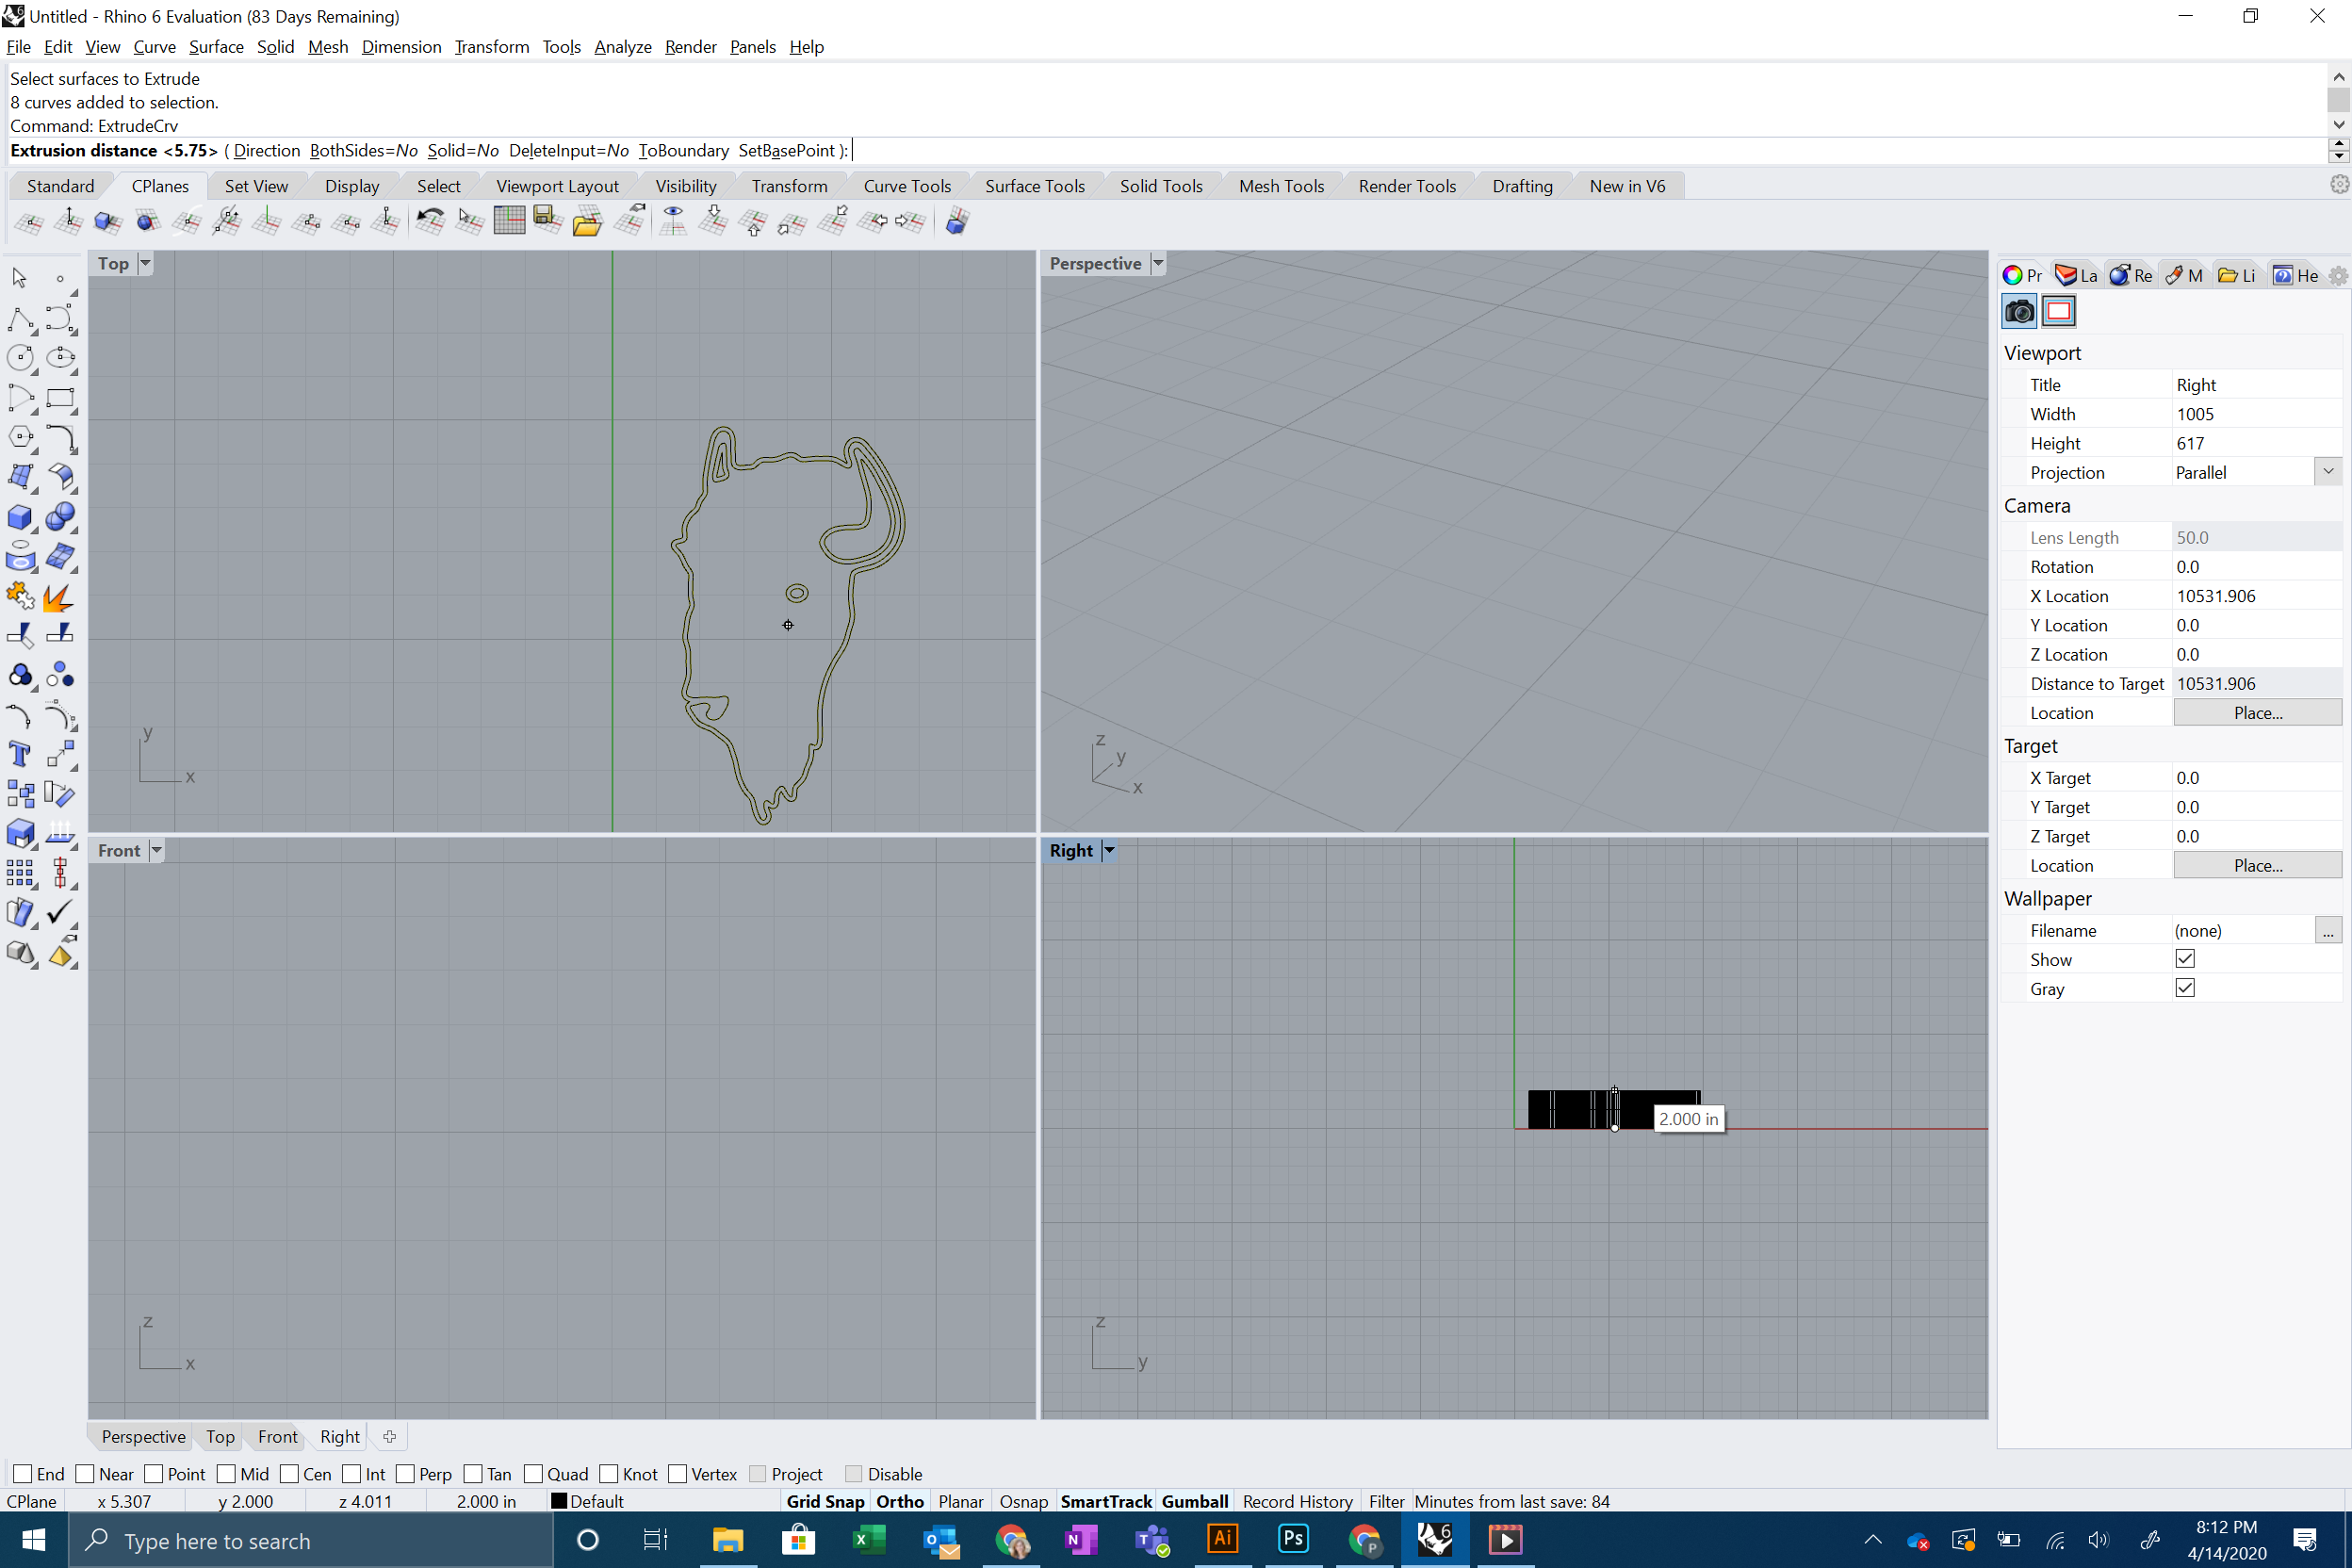 Untitled - Rhino 6 Evaluation (83 Days Remaining)
File Edit View Curve Surface Solid Mesh Dimension Transform Tools Analyze Render Panels Help
Select surfaces to Extrude
8 curves added to selection.
Command: ExtrudeCrv
Extrusion distance <5.75> ( Direction BothSides=No Solid=No DeleteInput=No ToBoundary SetBasePoint ):
Standard CPlanes Set View Display Select Viewport Layout Visibility Transform Curve Tools Surface Tools Solid Tools Mesh Tools Render Tools Drafting New in V6
Top
Perspective
Pr La Re M Li He
Viewport
Title Right
Width 1005
Height 617
Projection Parallel
Camera
Lens Length 50.0
Rotation 0.0
X Location 10531.906
Y Location 0.0
Z Location 0.0
Distance to Target 10531.906
Location Place...
Target
X Target 0.0
Y Target 0.0
Z Target 0.0
Location Place...
Wallpaper
Filename (none) ...
Show
Gray
y
x
z
y
x
Front
Right
2.000 in
z
x
z
y
Perspective Top Front Right
End Near Point Mid Cen Int Perp Tan Quad Knot Vertex Project Disable
CPlane x 5.307 y 2.000 z 4.011 2.000 in Default Grid Snap Ortho Planar Osnap SmartTrack Gumball Record History Filter Minutes from last save: 84
Type here to search
8:12 PM
4/14/2020